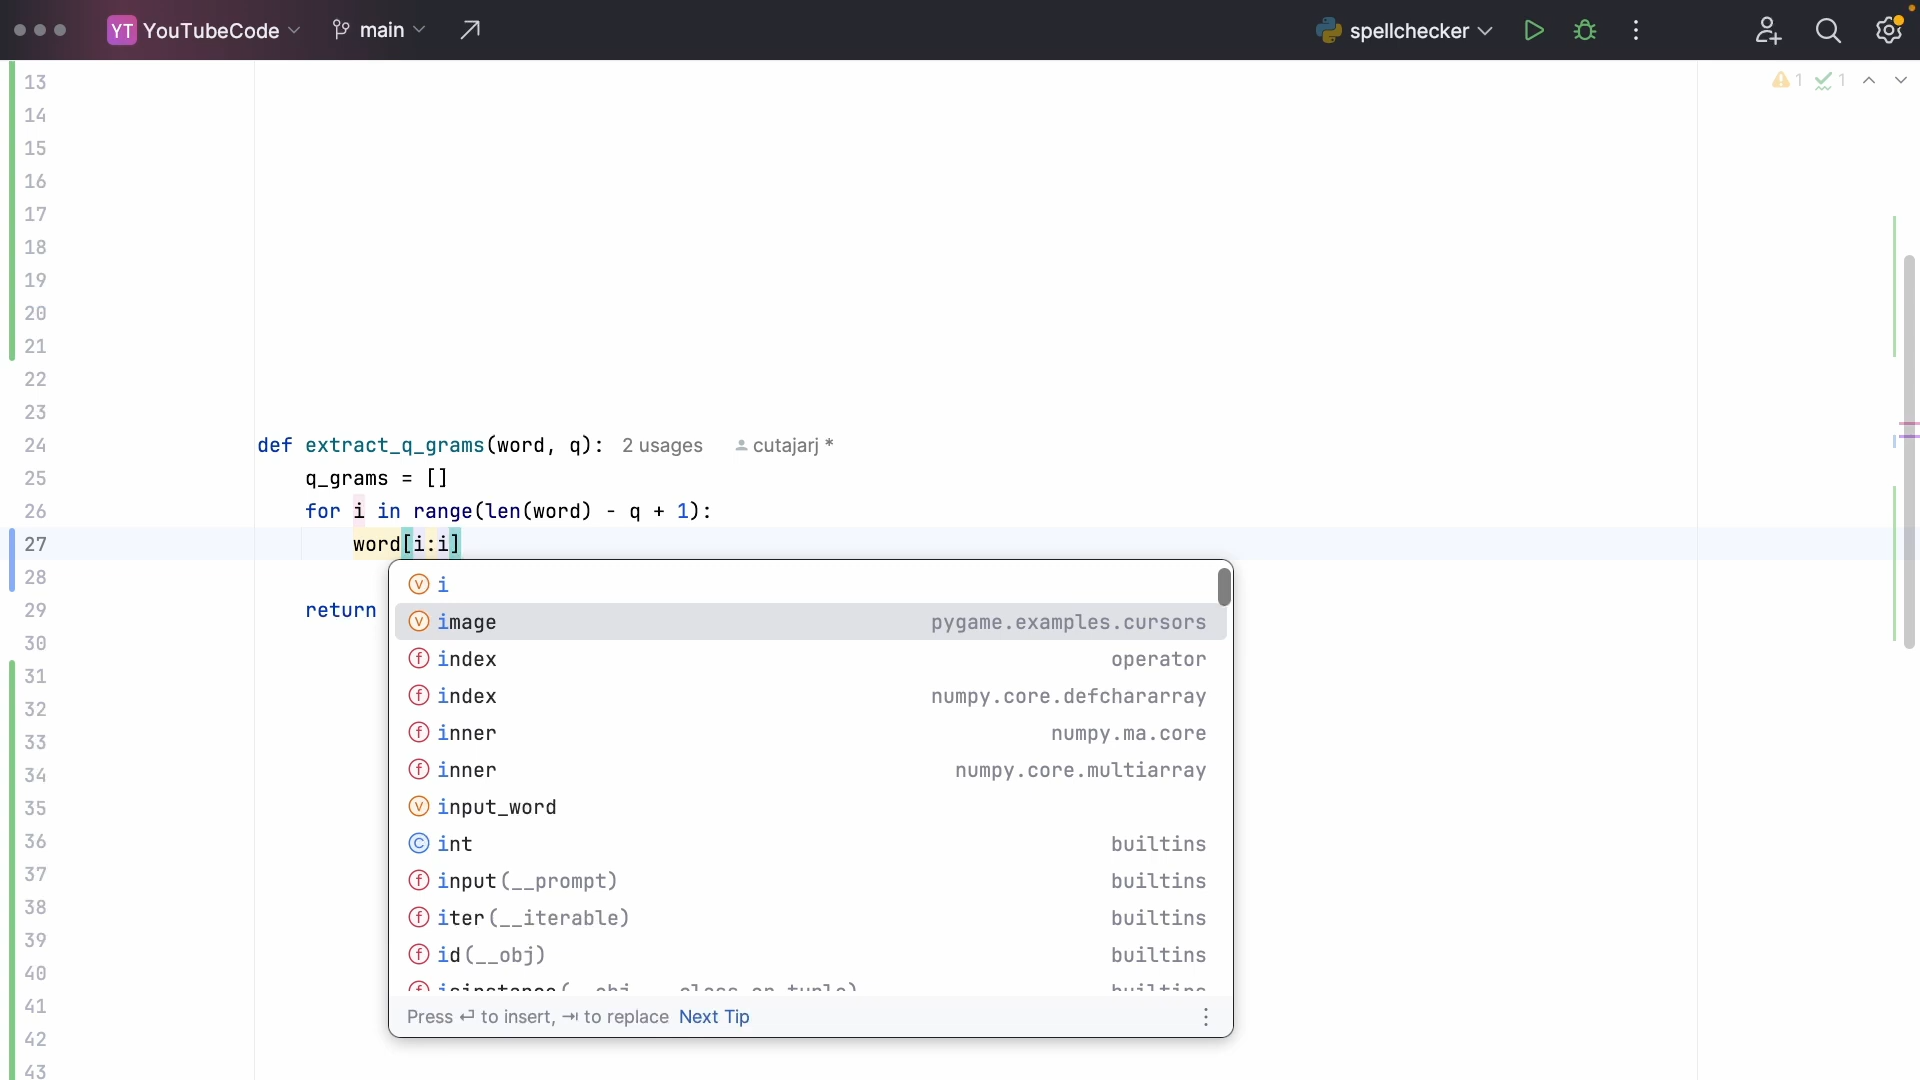 YT YouTubeCode main spellchecker
1 1
13
14
15
16
17
18
19
20
21
22
23
24 def extract_q_grams(word, q): 2 usages cutajarj *
25 q_grams = []
26 for i in range(len(word) - q + 1):
27 word[i:i]
28
29 return
30
31
32
33
34
35
36
37
38
39
40
41
42
43
i
image pygame.examples.cursors
index operator
index numpy.core.defchararray
inner numpy.ma.core
inner numpy.core.multiarray
input_word
int builtins
input(__prompt) builtins
iter(__iterable) builtins
id(__obj) builtins
Press ⏎ to insert, ⇥ to replace Next Tip